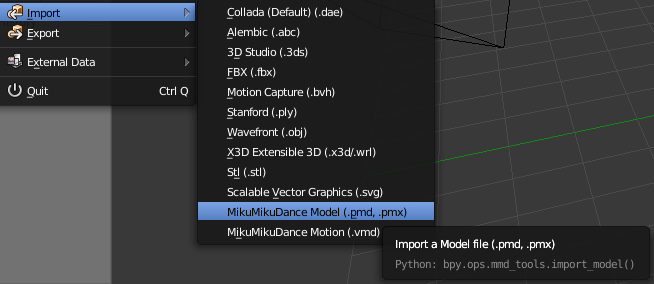 Import
Export
External Data
Quit Ctrl Q
Collada (Default) (.dae)
Alembic (.abc)
3D Studio (.3ds)
FBX (.fbx)
Motion Capture (.bvh)
Stanford (.ply)
Wavefront (.obj)
X3D Extensible 3D (.x3d/.wrl)
Stl (.stl)
Scalable Vector Graphics (.svg)
MikuMikuDance Model (.pmd, .pmx)
MikuMikuDance Motion (.vmd)
Import a Model file (.pmd, .pmx)
Python: bpy.ops.mmd_tools.import_model()